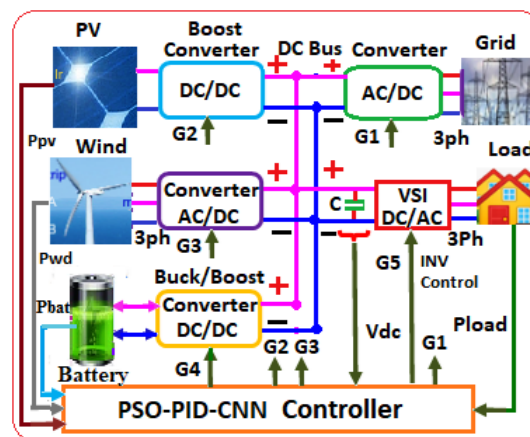 PV
Boost
Converter
DC Bus
Converter
Grid
Ir
DC/DC
AC/DC
Ppv
G2
G1
3ph
Wind
Load
trip
A
B
m
Converter
AC/DC
C
VSI
DC/AC
3ph
G3
3Ph
Pwd
Buck/Boost
G5
INV
Control
Pbat
Converter
DC/DC
Vdc
Pload
Battery
G4
G2
G3
G1
PSO-PID-CNN Controller